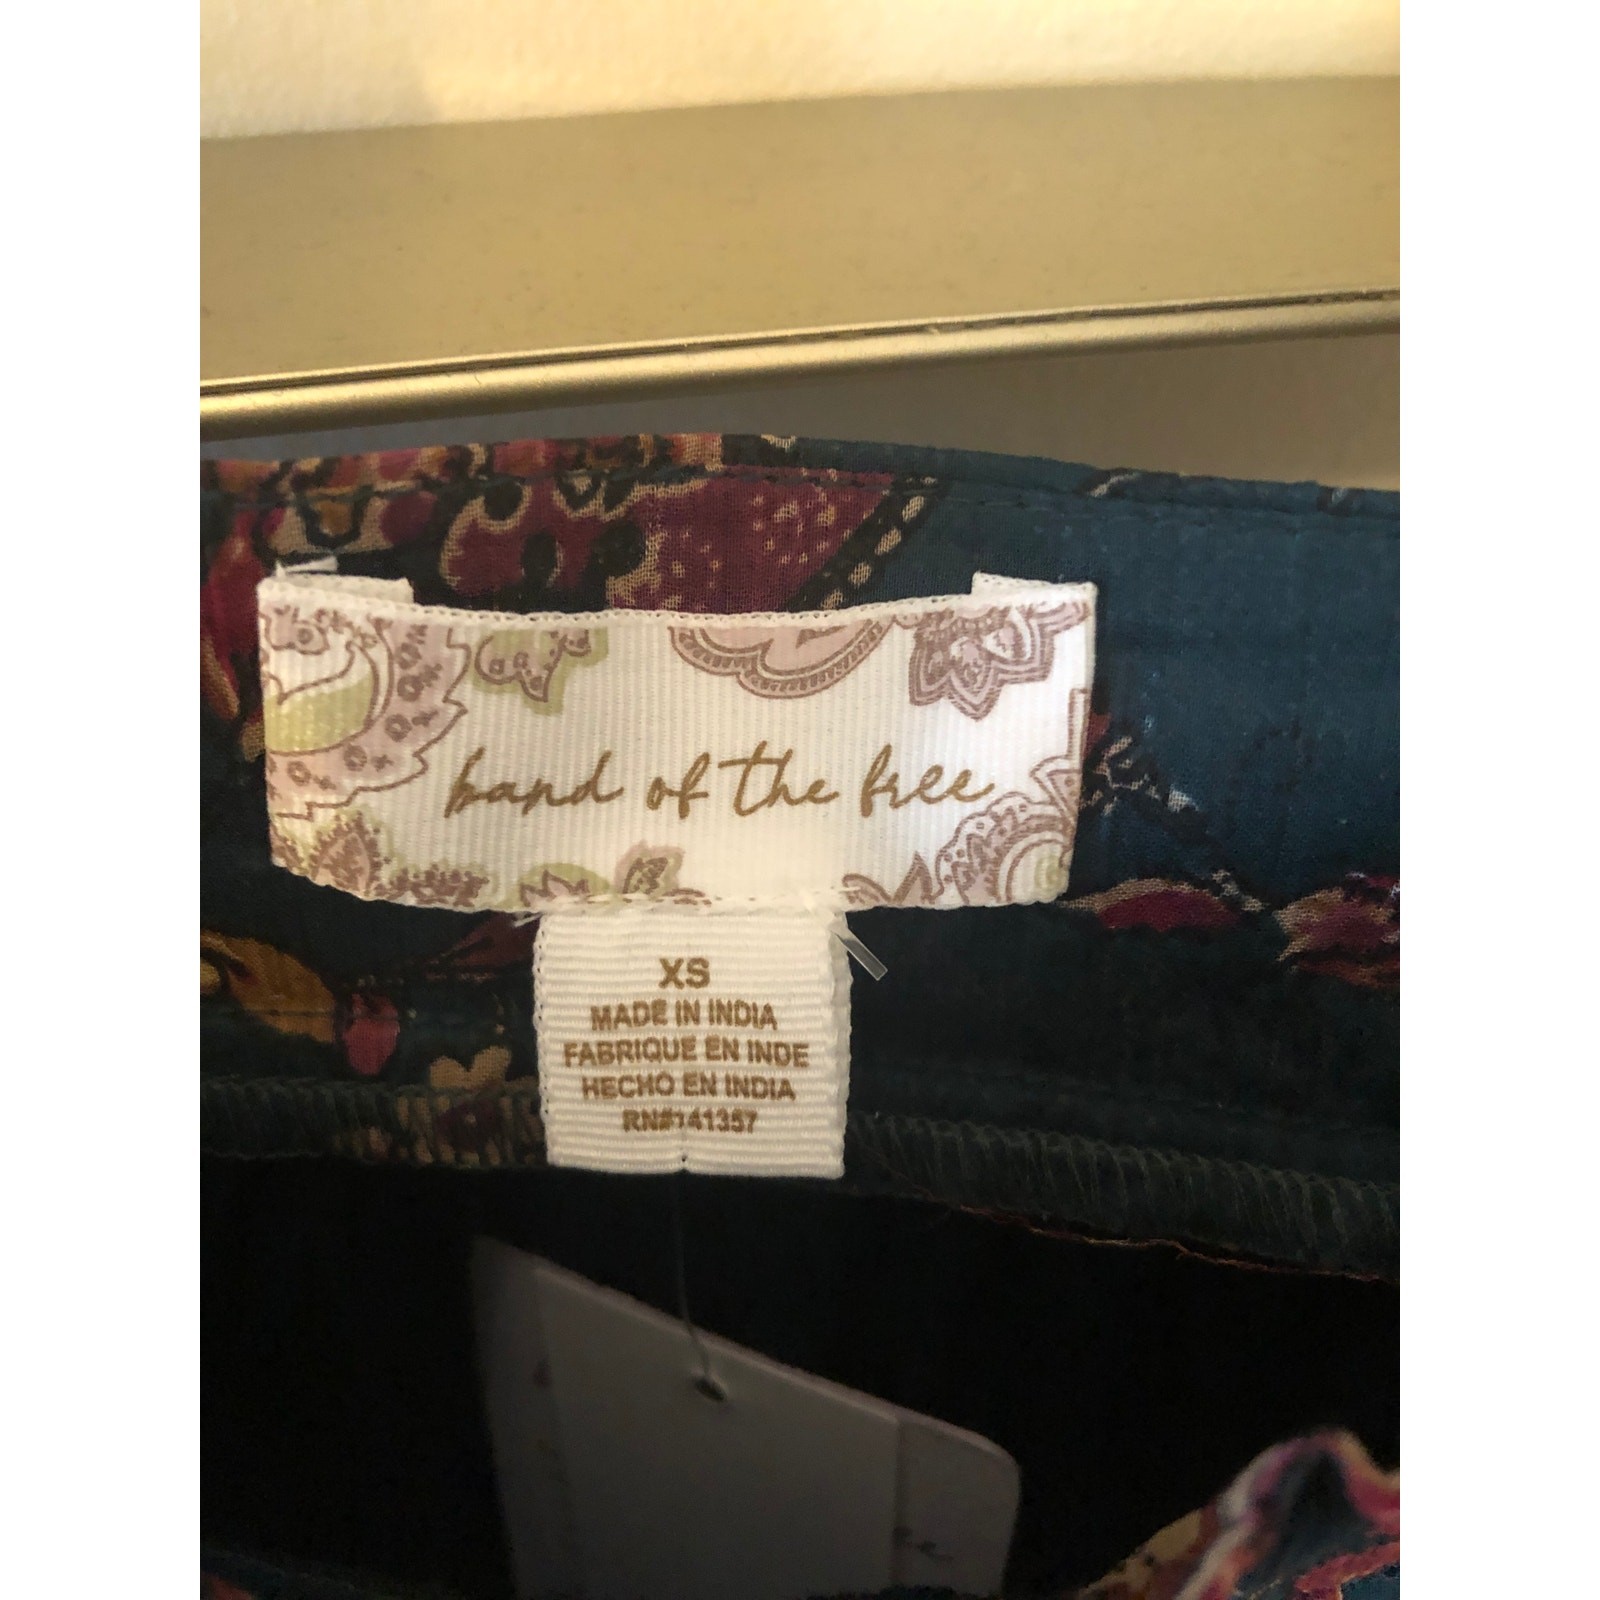 band of the free
XS
MADE IN INDIA
FABRIQUE EN INDE
HECHO EN INDIA
RN#141357